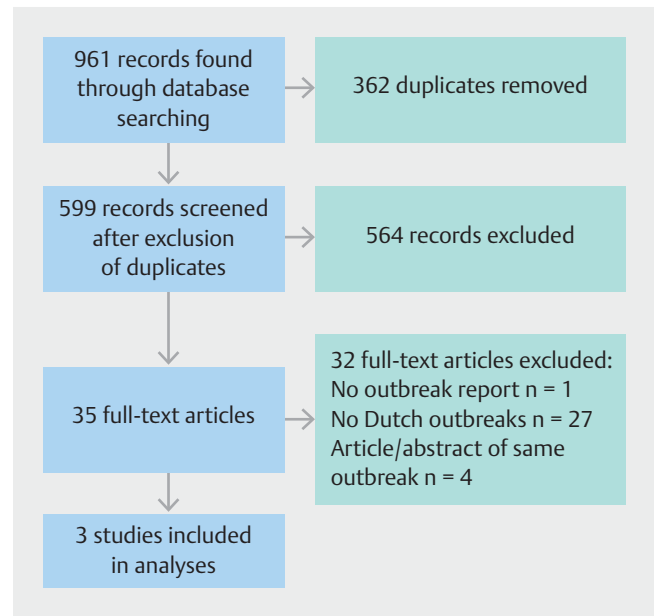 961 records found
through database
searching
362 duplicates removed
599 records screened
after exclusion
of duplicates
564 records excluded
35 full-text articles
32 full-text articles excluded:
No outbreak report n = 1
No Dutch outbreaks n = 27
Article/abstract of same
outbreak n = 4
3 studies included
in analyses